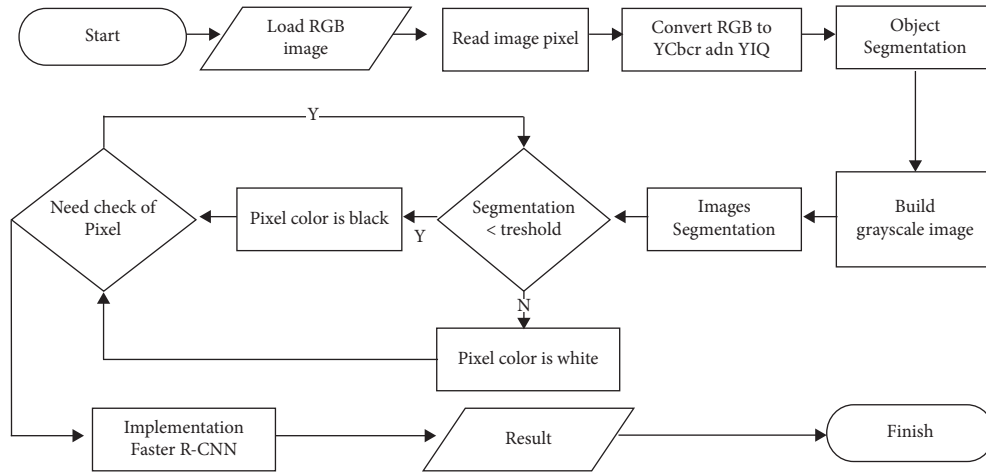 Start
Load RGB
image
Read image pixel
Convert RGB to
YCbcr adn YIQ
Object
Segmentation
Y
Need check of
Pixel
Pixel color is black
Y
Segmentation
< treshold
Images
Segmentation
Build
grayscale image
N
Pixel color is white
Implementation
Faster R-CNN
Result
Finish